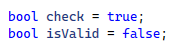 bool check = true;
bool isValid = false;